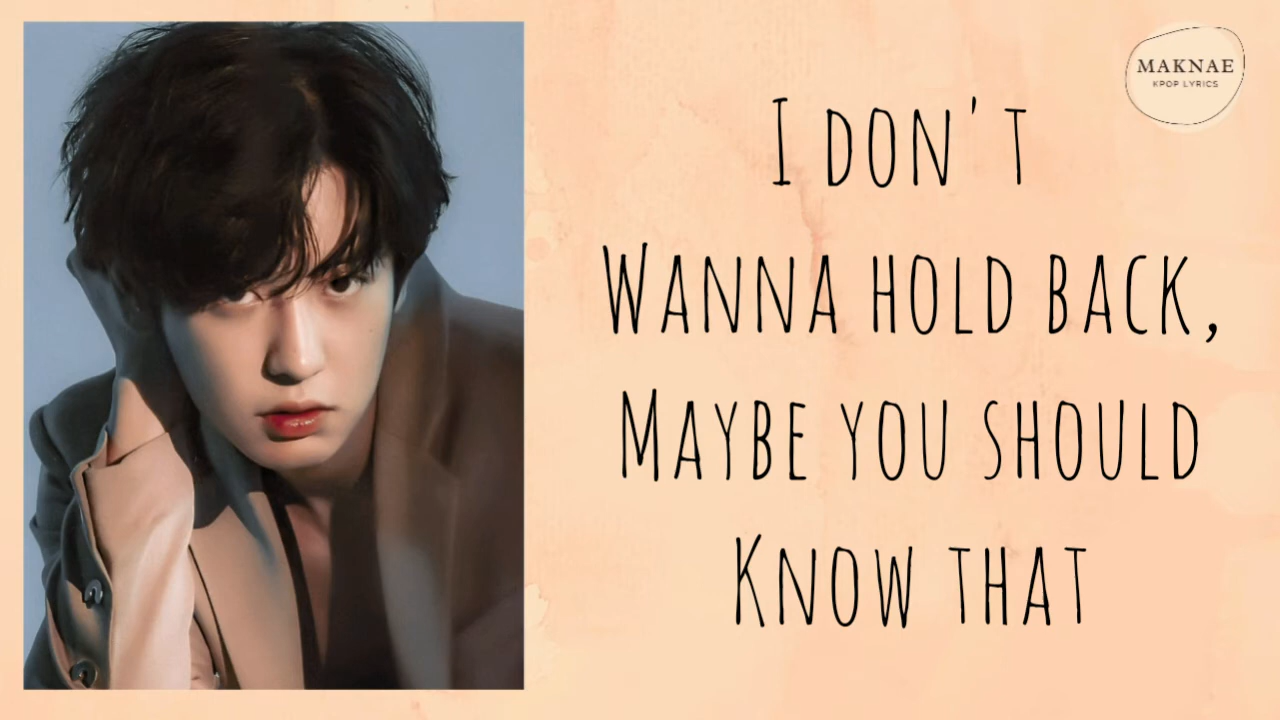 I DON'T
WANNA HOLD BACK,
MAYBE YOU SHOULD
KNOW THAT
MAKNAE
KPOP LYRICS